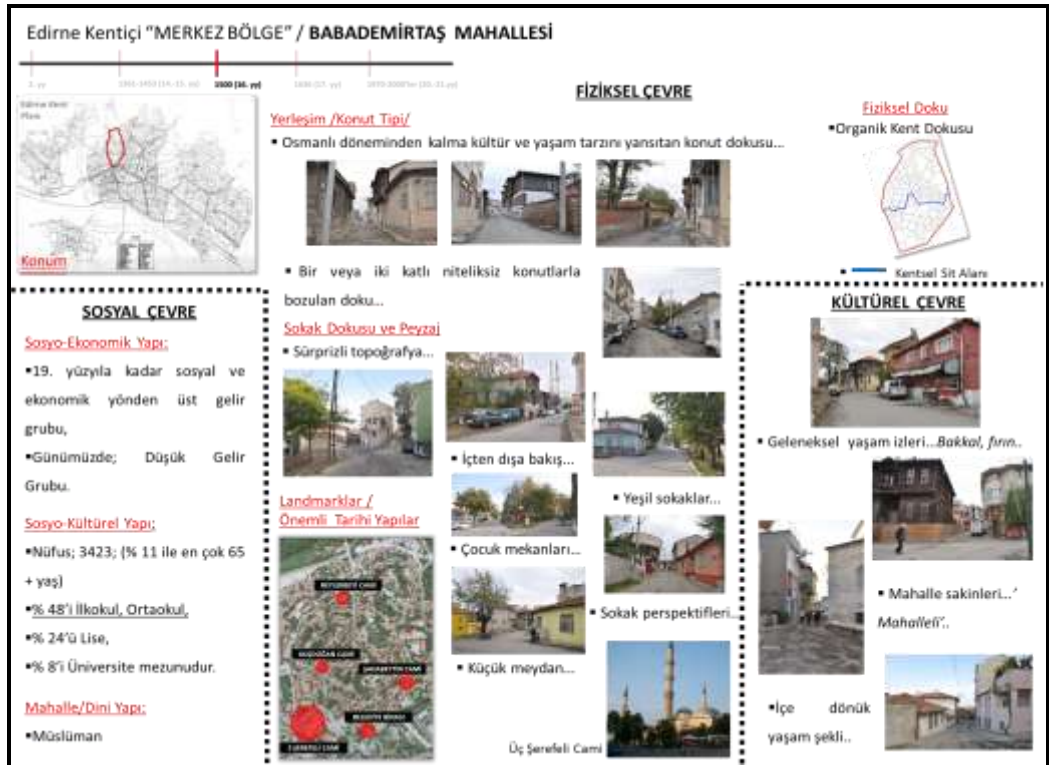 Edirne Kentiçi "MERKEZ BÖLGE" / BABADEMİRTAŞ MAHALLESİ
1500 (16. yy)
Edirne Kent
Planı
Konum
FİZİKSEL ÇEVRE
Yerleşim /Konut Tipi/
▪ Osmanlı döneminden kalma kültür ve yaşam tarzını yansıtan konut dokusu...
▪ Bir veya iki katlı niteliksiz konutlarla
bozulan doku...
Sokak Dokusu ve Peyzaj
▪ Sürprizli topoğrafya...
▪ İçten dışa bakış...
▪ Yeşil sokaklar...
▪ Çocuk mekanları...
▪ Sokak perspektifleri..
▪ Küçük meydan...
Landmarklar /
Önemli Tarihi Yapılar
ŞAHABETTİN CAMİ
Üç Şerefeli Cami
Fiziksel Doku
▪Organik Kent Dokusu
▪ Kentsel Sit Alanı
SOSYAL ÇEVRE
Sosyo-Ekonomik Yapı:
▪19. yüzyıla kadar sosyal ve
ekonomik yönden üst gelir
grubu,
▪Günümüzde; Düşük Gelir
Grubu.
Sosyo-Kültürel Yapı:
▪Nüfus; 3423; (% 11 ile en çok 65
+ yaş)
▪% 48'i İlkokul, Ortaokul,
▪% 24'ü Lise,
▪% 8'i Üniversite mezunudur.
Mahalle/Dini Yapı:
▪Müslüman
KÜLTÜREL ÇEVRE
▪ Geleneksel yaşam izleri...Bakkal, fırın..
▪ Mahalle sakinleri...'
Mahalleli'..
▪İçe dönük
yaşam şekli..